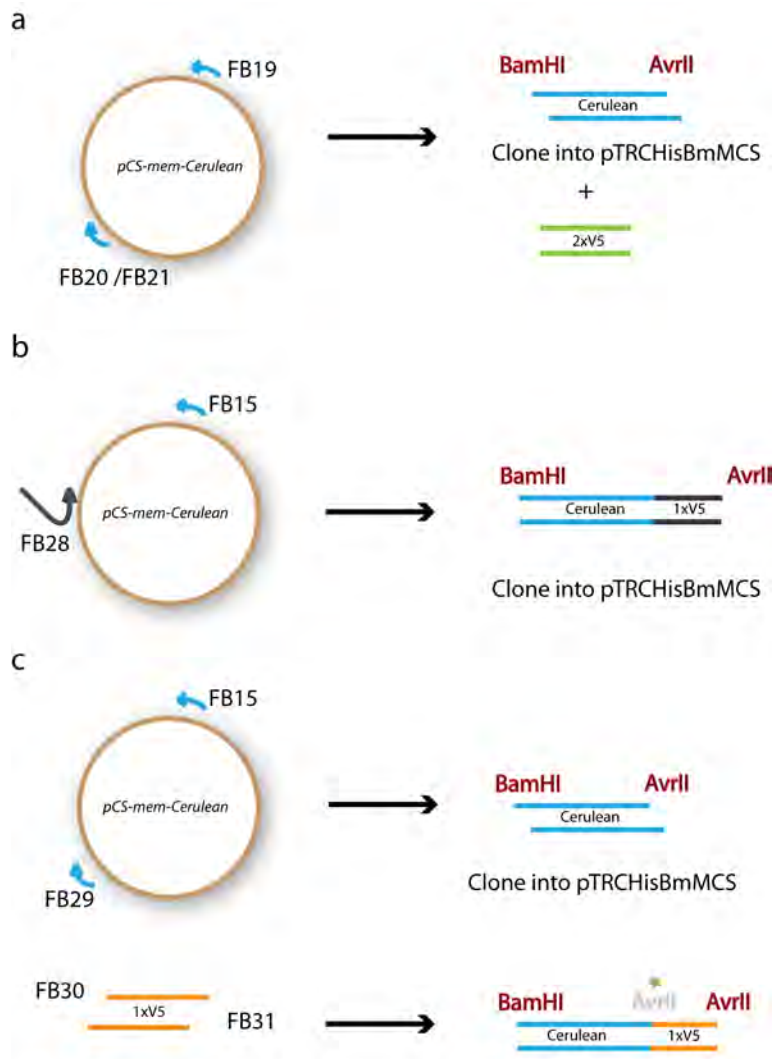 a
FB19
pCS-mem-Cerulean
FB20 /FB21
BamHI AvrII
Cerulean
Clone into pTRCHisBmMCS
+
2xV5
b
FB15
pCS-mem-Cerulean
FB28
BamHI AvrII
Cerulean 1xV5
Clone into pTRCHisBmMCS
c
FB15
pCS-mem-Cerulean
FB29
BamHI AvrII
Cerulean
Clone into pTRCHisBmMCS
FB30
1xV5
FB31
BamHI AvrII AvrII
Cerulean 1xV5